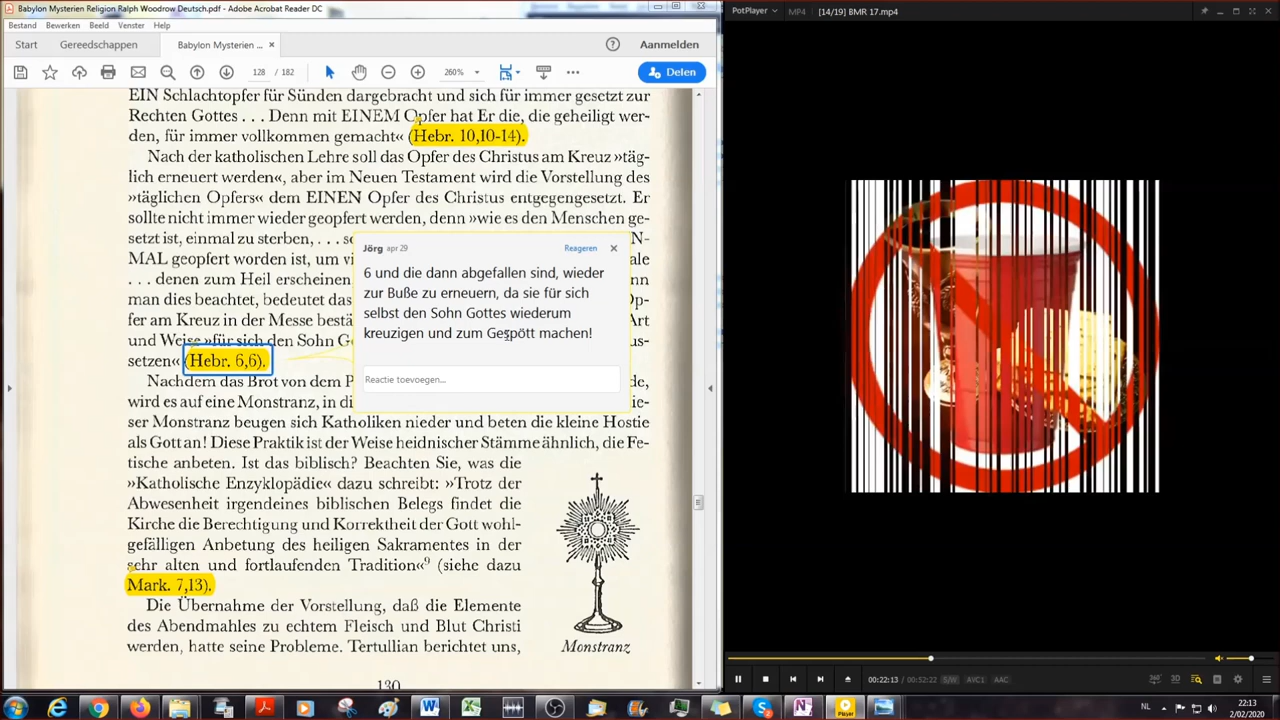 Babylon Mysterien Religion Ralph Woodrow Deutsch.pdf - Adobe Acrobat Reader DC
Bestand Bewerken Beeld Venster Help
Start Gereedschappen Babylon Mysterien ... × Aanmelden
128 / 182 260% Delen
EIN Schlachtopfer für Sünden dargebracht und sich für immer gesetzt zur
Rechten Gottes . . . Denn mit EINEM Opfer hat Er die, die geheiligt wer-
den, für immer vollkommen gemacht« (Hebr. 10,10-14).
Nach der katholischen Lehre soll das Opfer des Christus am Kreuz »täg-
lich erneuert werden«, aber im Neuen Testament wird die Vorstellung des
»täglichen Opfers« dem EINEN Opfer des Christus entgegengesetzt. Er
sollte nicht immer wieder geopfert werden, denn »wie es den Menschen ge-
setzt ist, einmal zu sterben, . . .
MAL geopfert worden ist, um
. . . denen zum Heil erscheinen
man dies beachtet, bedeutet das
fer am Kreuz in der Messe
und Weise »für sich den Sohn
setzen« (Hebr. 6,6).
Jörg apr 29 Reageren
6 und die dann abgefallen sind, wieder
zur Buße zu erneuern, da sie für sich
selbst den Sohn Gottes wiederum
kreuzigen und zum Gespött machen!
Reactie toevoegen...
Nachdem das Brot von dem
wird es auf eine Monstranz, in
ser Monstranz beugen sich Katholiken nieder und beten die kleine Hostie
als Gott an! Diese Praktik ist der Weise heidnischer Stämme ähnlich, die Fe-
tische anbeten. Ist das biblisch? Beachten Sie, was die
»Katholische Enzyklopädie« dazu schreibt: »Trotz der
Abwesenheit irgendeines biblischen Belegs findet die
Kirche die Berechtigung und Korrektheit der Gott wohl-
gefälligen Anbetung des heiligen Sakramentes in der
sehr alten und fortlaufenden Tradition«⁹ (siehe dazu
Mark. 7,13).
Die Übernahme der Vorstellung, daß die Elemente
des Abendmahles zu echtem Fleisch und Blut Christi
werden, hatte seine Probleme. Tertullian berichtet uns,
Monstranz
130
PotPlayer MP4 [14/19] BMR 17.mp4
00:22:13 / 00:52:22 S/W AVC1 AAC
NL 22:13
2/02/2020